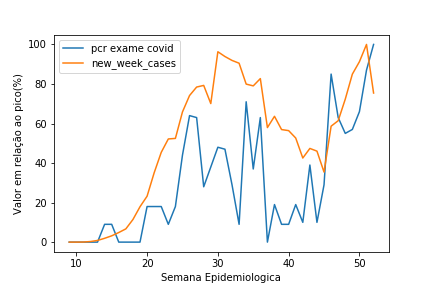 pcr exame covid
new_week_cases
Valor em relação ao pico(%)
100
80
60
40
20
0
10
20
30
40
50
Semana Epidemiologica